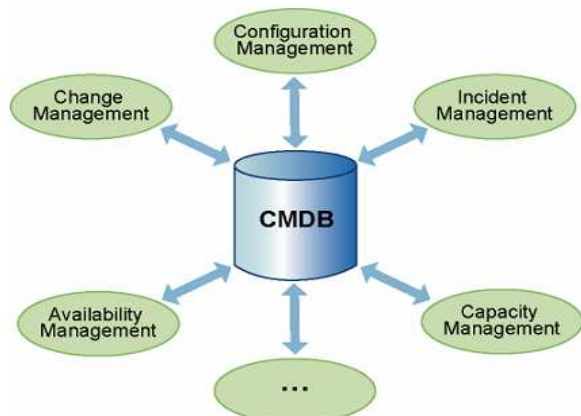 Configuration
Management
Change
Management
Incident
Management
CMDB
Availability
Management
Capacity
Management
...